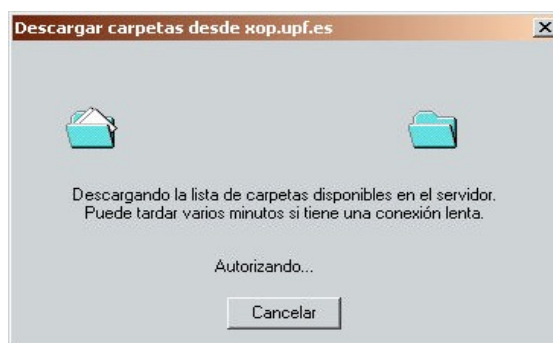 Descargar carpetas desde xop.upf.es
Descargando la lista de carpetas disponibles en el servidor.
Puede tardar varios minutos si tiene una conexión lenta.
Autorizando...
Cancelar